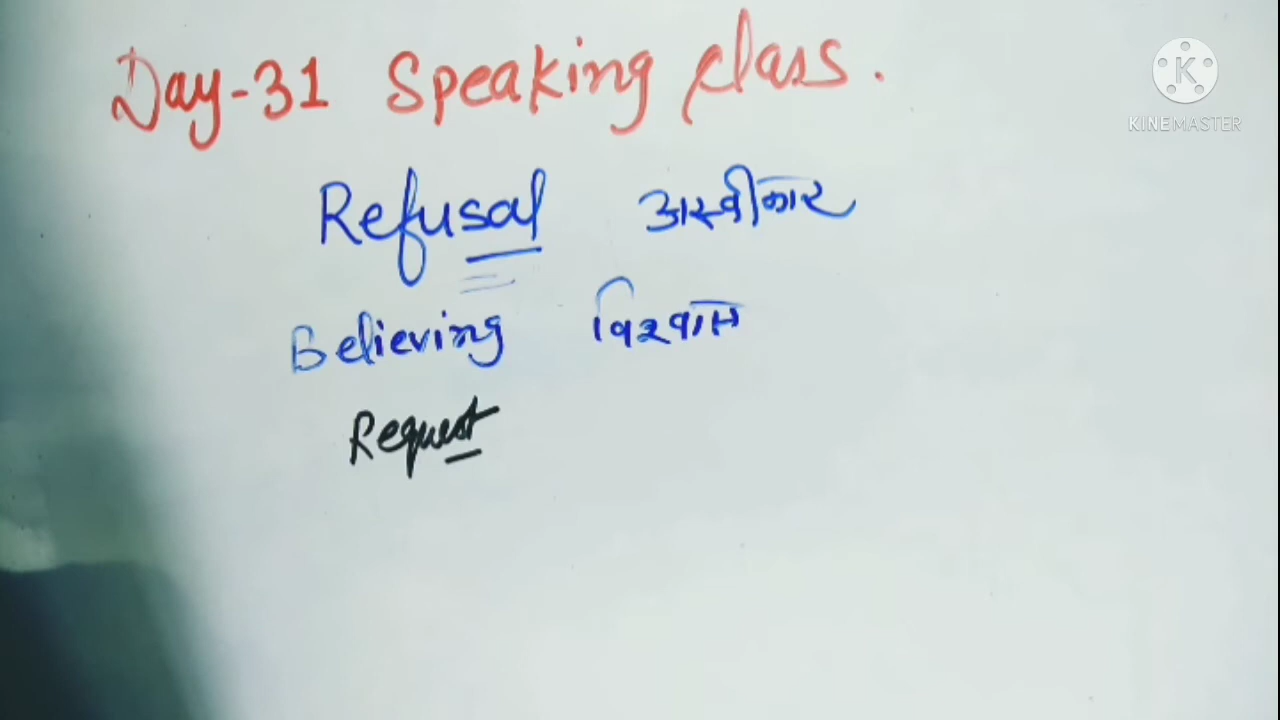 Day-31 Speaking class.
KINEMASTER
Refusal अस्वीकार
Believing विश्वास
Request